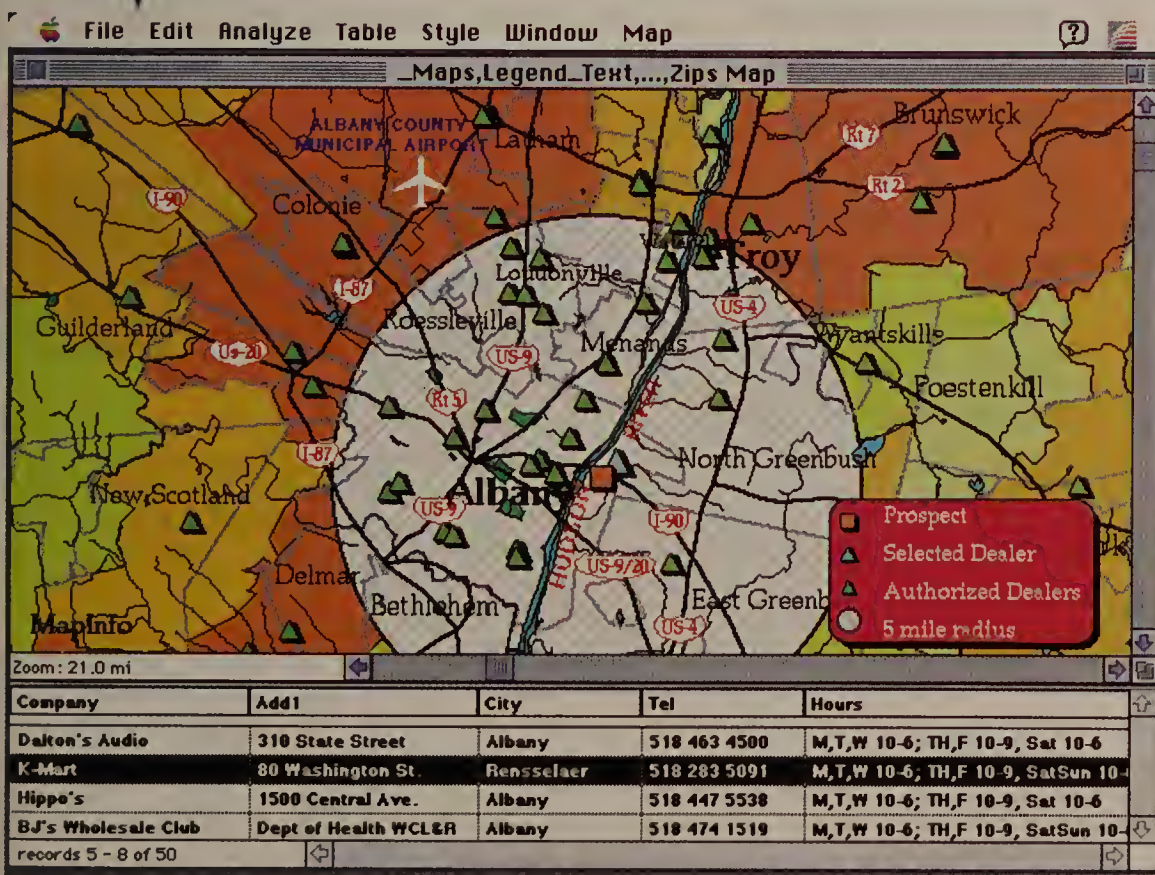 File Edit Analyze Table Style Window Map
_Maps,Legend_Text,...,Zips Map
ALBANY COUNTY
MUNICIPAL AIRPORT
Latham
Brunswick
Rt 7
I-90
Rt 2
Colonie
Troy
Loudonville
I-87
US-4
Guilderland
Roessleville
Wyantskills
US-20
US-9
Menands
Poestenkill
Rt 5
I-87
North Greenbush
New Scotland
Albany
US-9
HUDSON
I-90
Prospect
Selected Dealer
Authorized Dealers
5 mile radius
Delmar
US-9/20
Bethlehem
East Greenb
MapInfo
US-4
Zoom: 21.0 mi
Company Add1 City Tel Hours
Dalton's Audio 310 State Street Albany 518 463 4500 M,T,W 10-6; TH,F 10-9, Sat 10-6
K-Mart 80 Washington St. Rensselaer 518 283 5091 M,T,W 10-6; TH,F 10-9, SatSun 10-
Hippo's 1500 Central Ave. Albany 518 447 5538 M,T,W 10-6; TH,F 10-9, Sat 10-6
BJ's Wholesale Club Dept of Health WCL&R Albany 518 474 1519 M,T,W 10-6; TH,F 10-9, SatSun 10-
records 5 - 8 of 50